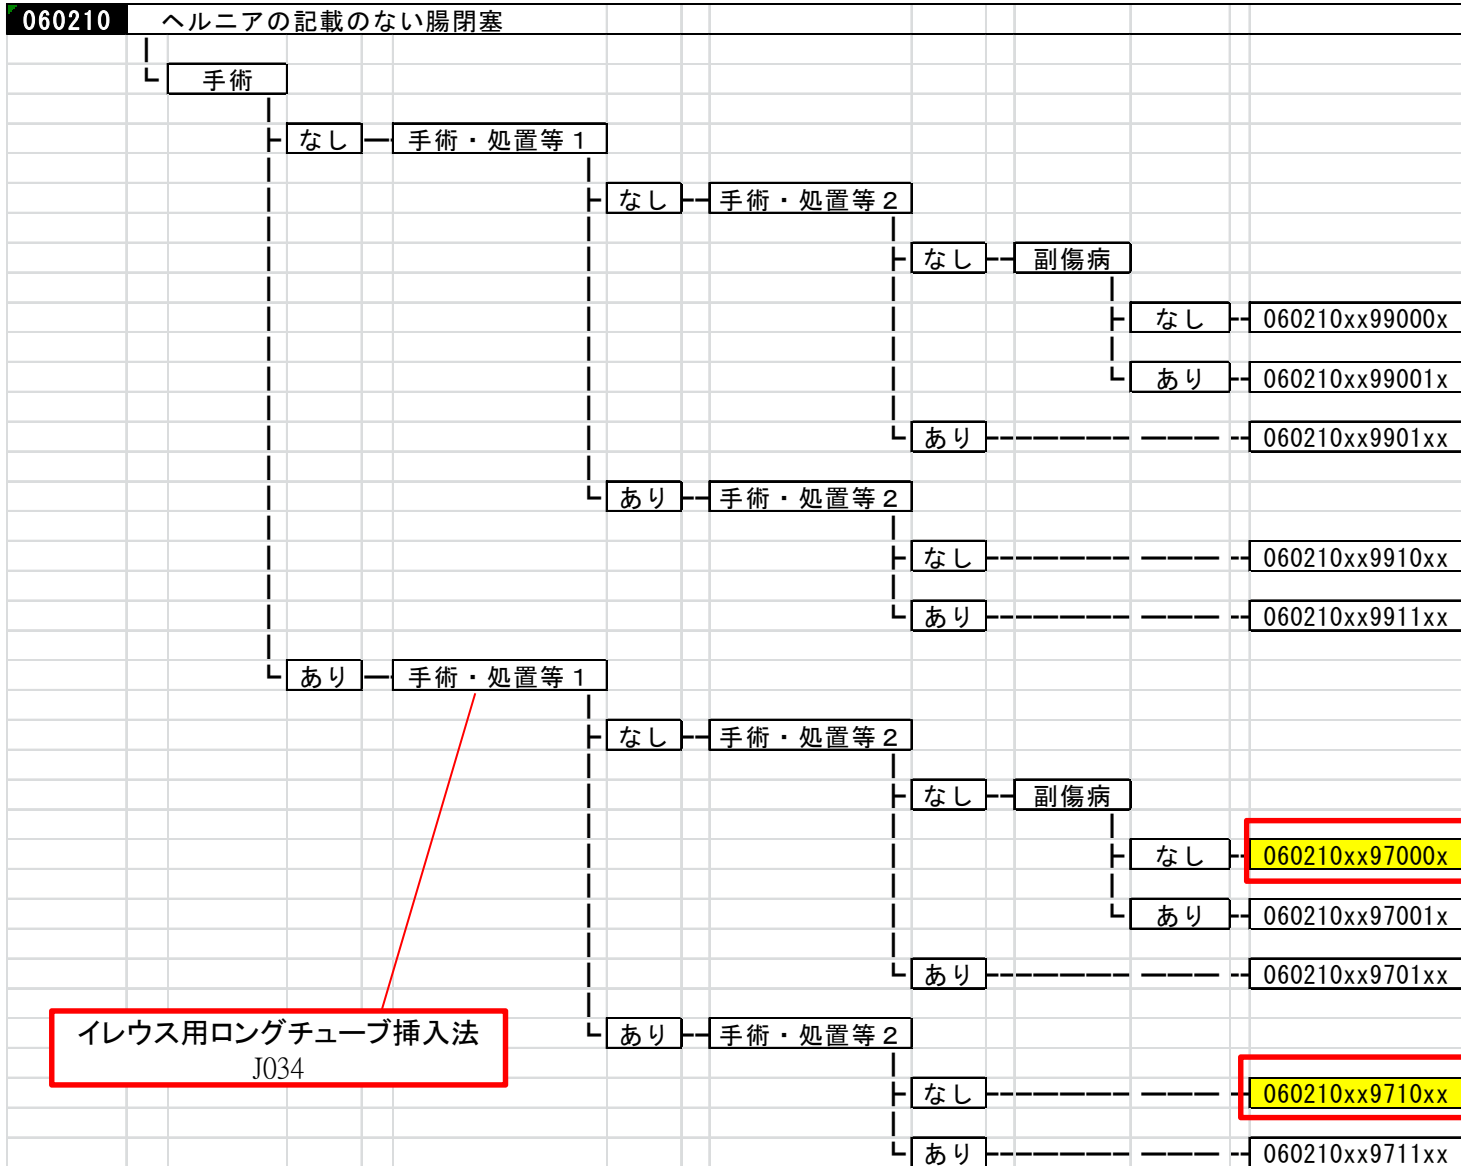 060210 ヘルニアの記載のない腸閉塞
手術
なし 手術・処置等１
なし 手術・処置等２
なし 副傷病
なし 060210xx99000x
あり 060210xx99001x
あり 060210xx9901xx
あり 手術・処置等２
なし 060210xx9910xx
あり 060210xx9911xx
あり 手術・処置等１
なし 手術・処置等２
なし 副傷病
なし 060210xx97000x
あり 060210xx97001x
あり 060210xx9701xx
イレウス用ロングチューブ挿入法
J034
あり 手術・処置等２
なし 060210xx9710xx
あり 060210xx9711xx